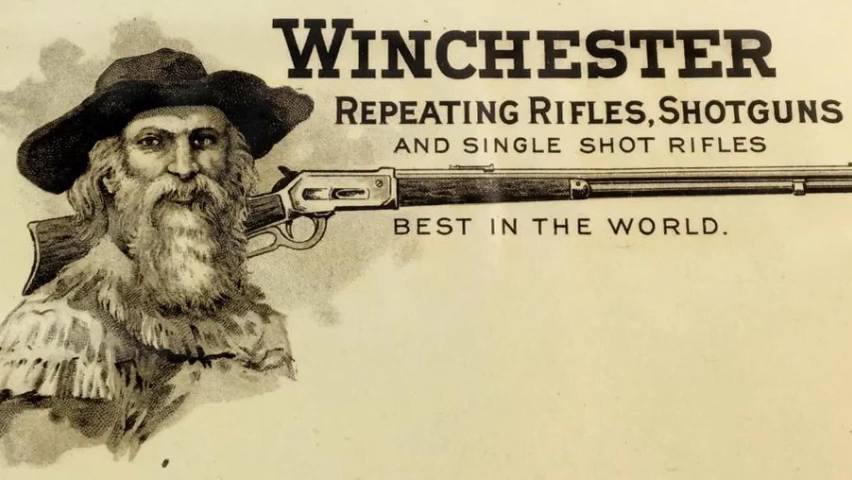 WINCHESTER
REPEATING RIFLES, SHOTGUNS
AND SINGLE SHOT RIFLES
BEST IN THE WORLD.